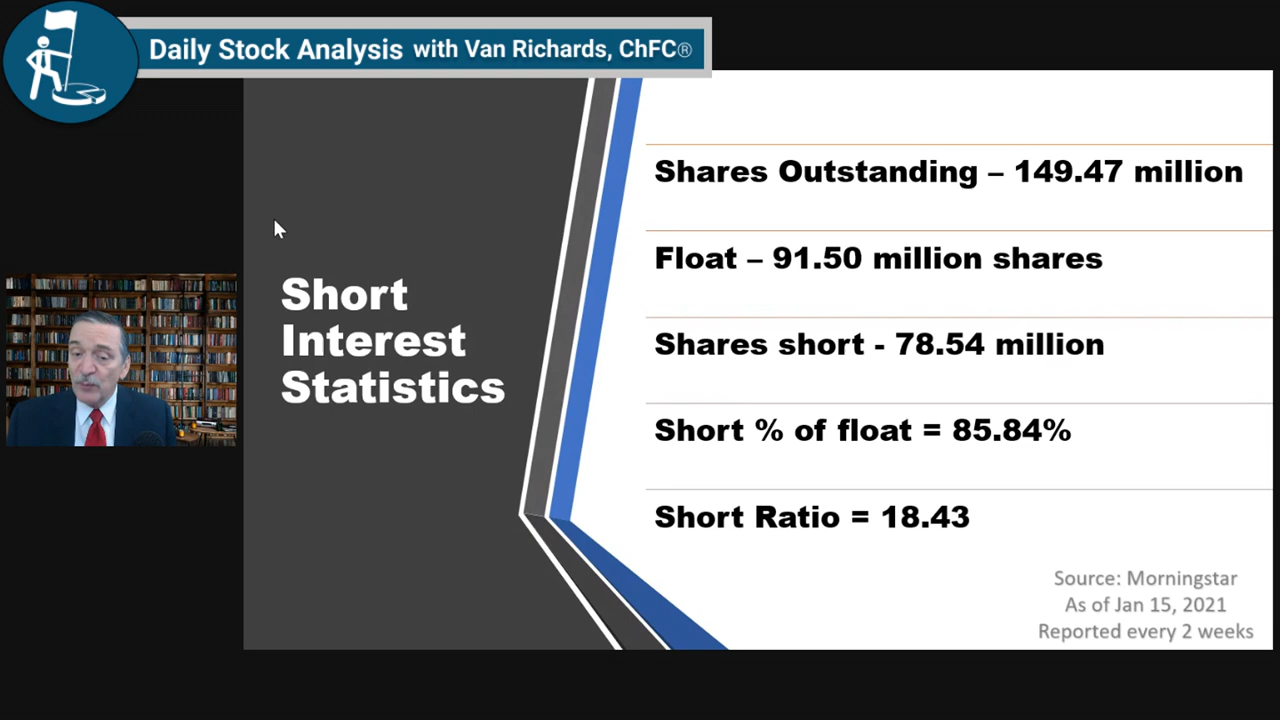 Daily Stock Analysis with Van Richards, ChFC®
Short
Interest
Statistics
Shares Outstanding – 149.47 million
Float – 91.50 million shares
Shares short - 78.54 million
Short % of float = 85.84%
Short Ratio = 18.43
Source: Morningstar
As of Jan 15, 2021
Reported every 2 weeks